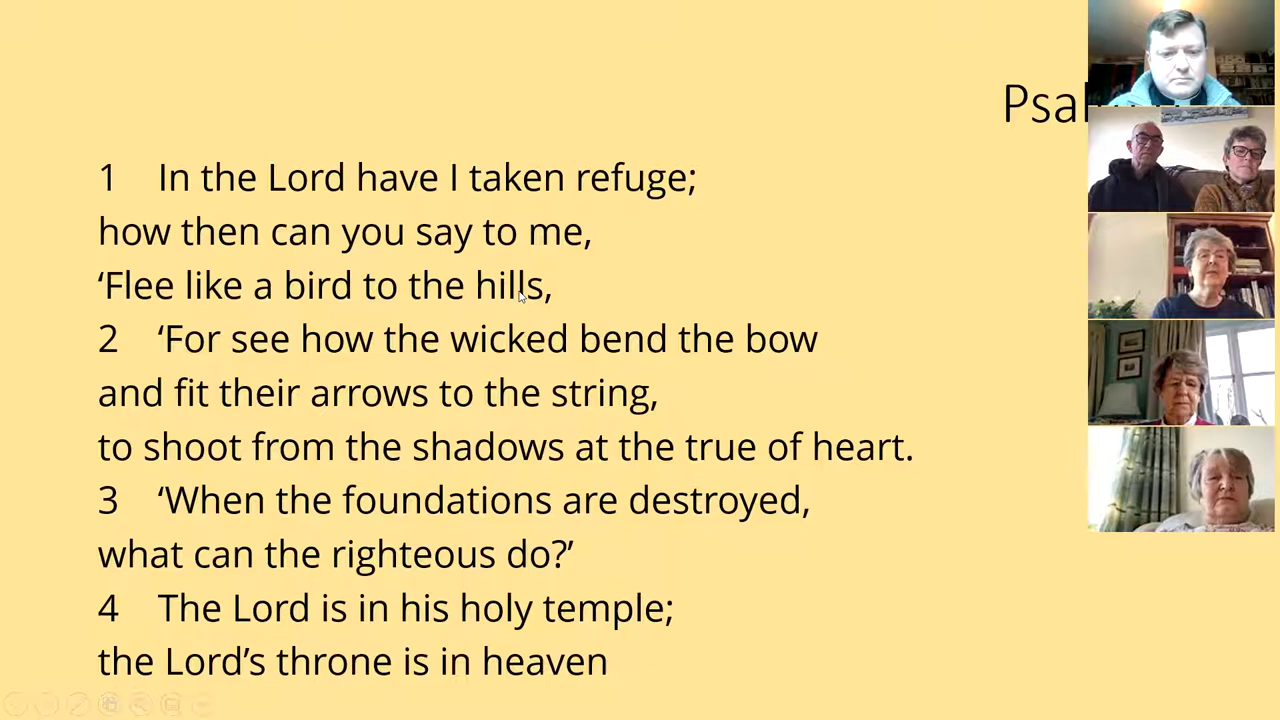 Psal
1 In the Lord have I taken refuge;
how then can you say to me,
‘Flee like a bird to the hills,
2 ‘For see how the wicked bend the bow
and fit their arrows to the string,
to shoot from the shadows at the true of heart.
3 ‘When the foundations are destroyed,
what can the righteous do?’
4 The Lord is in his holy temple;
the Lord’s throne is in heaven